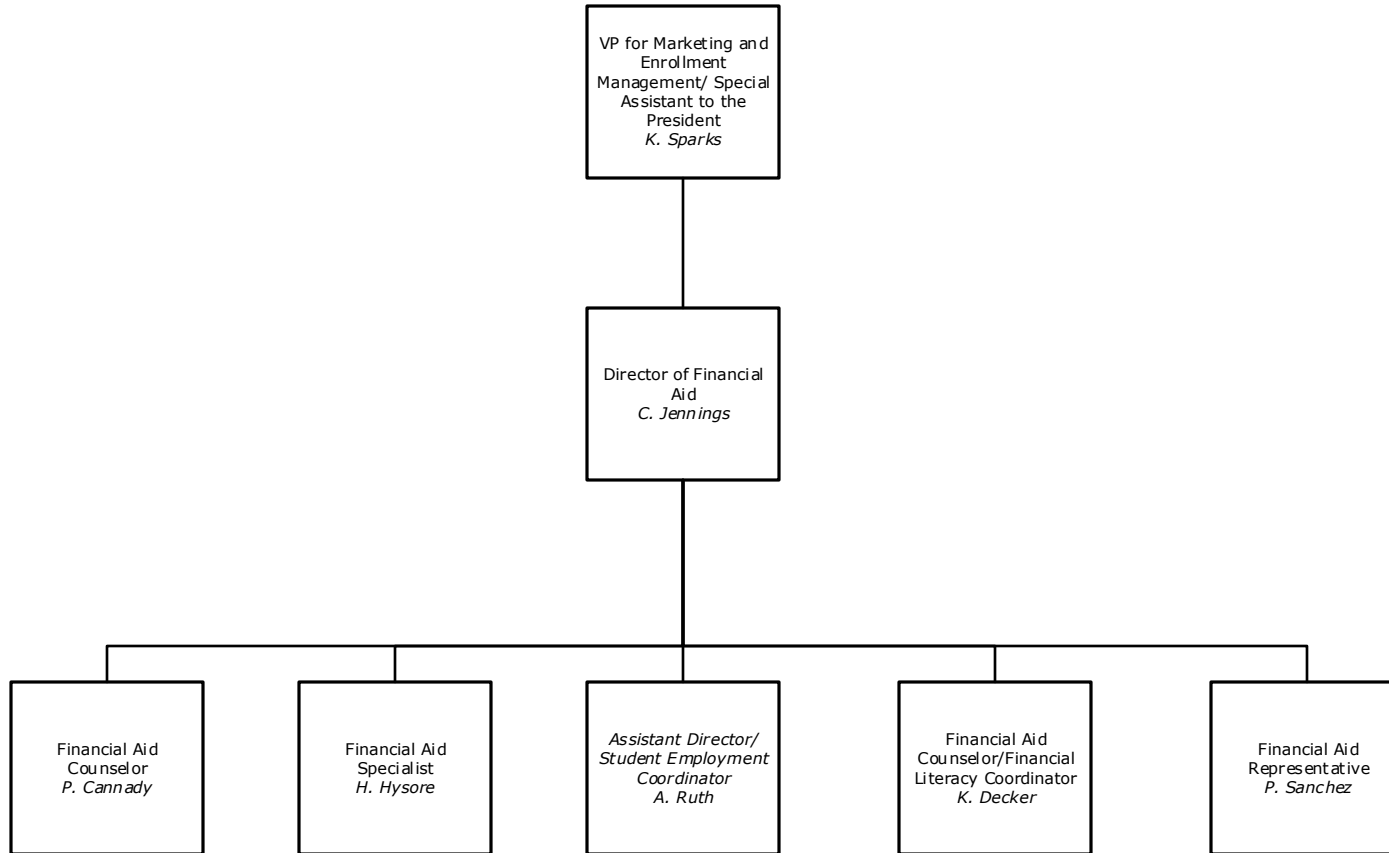 VP for Marketing and
Enrollment
Management/ Special
Assistant to the
President
K. Sparks
Director of Financial
Aid
C. Jennings
Financial Aid
Counselor
P. Cannady
Financial Aid
Specialist
H. Hysore
Assistant Director/
Student Employment
Coordinator
A. Ruth
Financial Aid
Counselor/Financial
Literacy Coordinator
K. Decker
Financial Aid
Representative
P. Sanchez